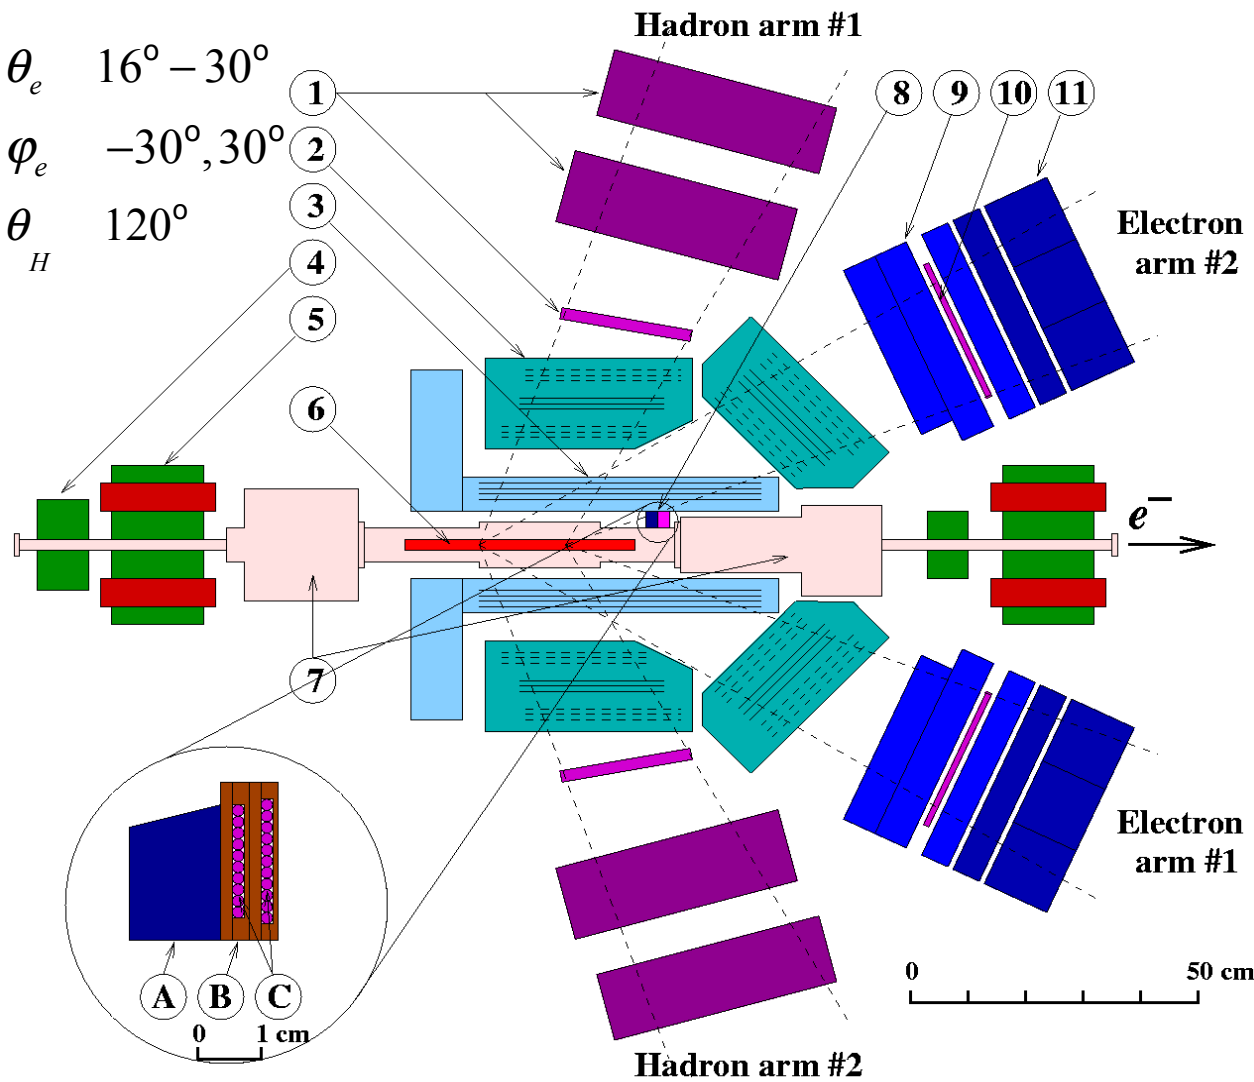 Hadron arm #1
θe 16° – 30°
φe −30°, 30°
θH 120°
1
2
3
4
5
6
7
8
9
10
11
Electron
arm #2
e−
Electron
arm #1
0 50 cm
A B C
0 1 cm
Hadron arm #2